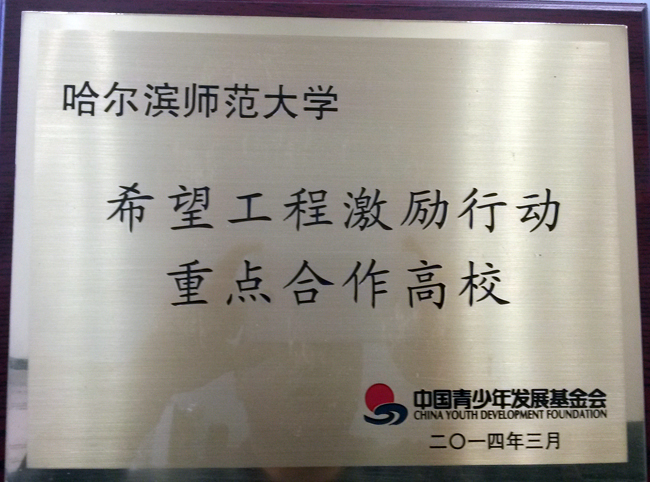 哈尔滨师范大学
希望工程激励行动
重点合作高校
中国青少年发展基金会
CHINA YOUTH DEVELOPMENT FOUNDATION
二〇一四年三月